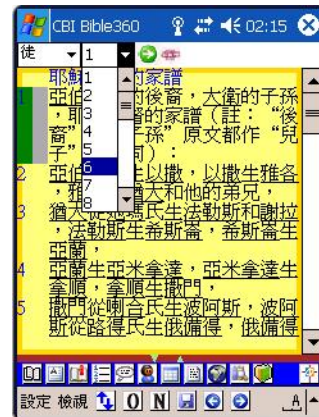 CBI Bible360 02:15
徒 1
耶穌 的家譜
1 亞伯 的後裔，大衛的子孫
，耶 督的家譜（註：“後
裔” “子孫”原文都作“兒
子” 同）：
2 亞伯 生以撒，以撒生雅各
，雅 猶大和他的弟兄，
3 猶大從他瑪氏生法勒斯和謝拉
，法勒斯生希斯崙，希斯崙生
亞蘭，
4 亞蘭生亞米拿達，亞米拿達生
拿順，拿順生撒門，
5 撒門從喇合氏生波阿斯，波阿
斯從路得氏生俄備得，俄備得
1
2
3
4
5
6
7
8
設定 檢視 O N A